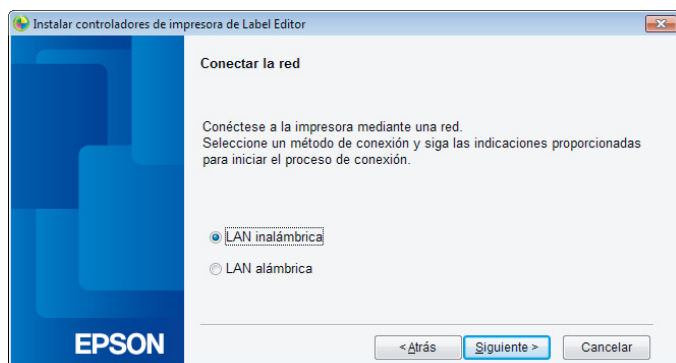 Instalar controladores de impresora de Label Editor
Conectar la red
Conéctese a la impresora mediante una red.
Seleccione un método de conexión y siga las indicaciones proporcionadas
para iniciar el proceso de conexión.
LAN inalámbrica
LAN alámbrica
EPSON
< Atrás
Siguiente >
Cancelar